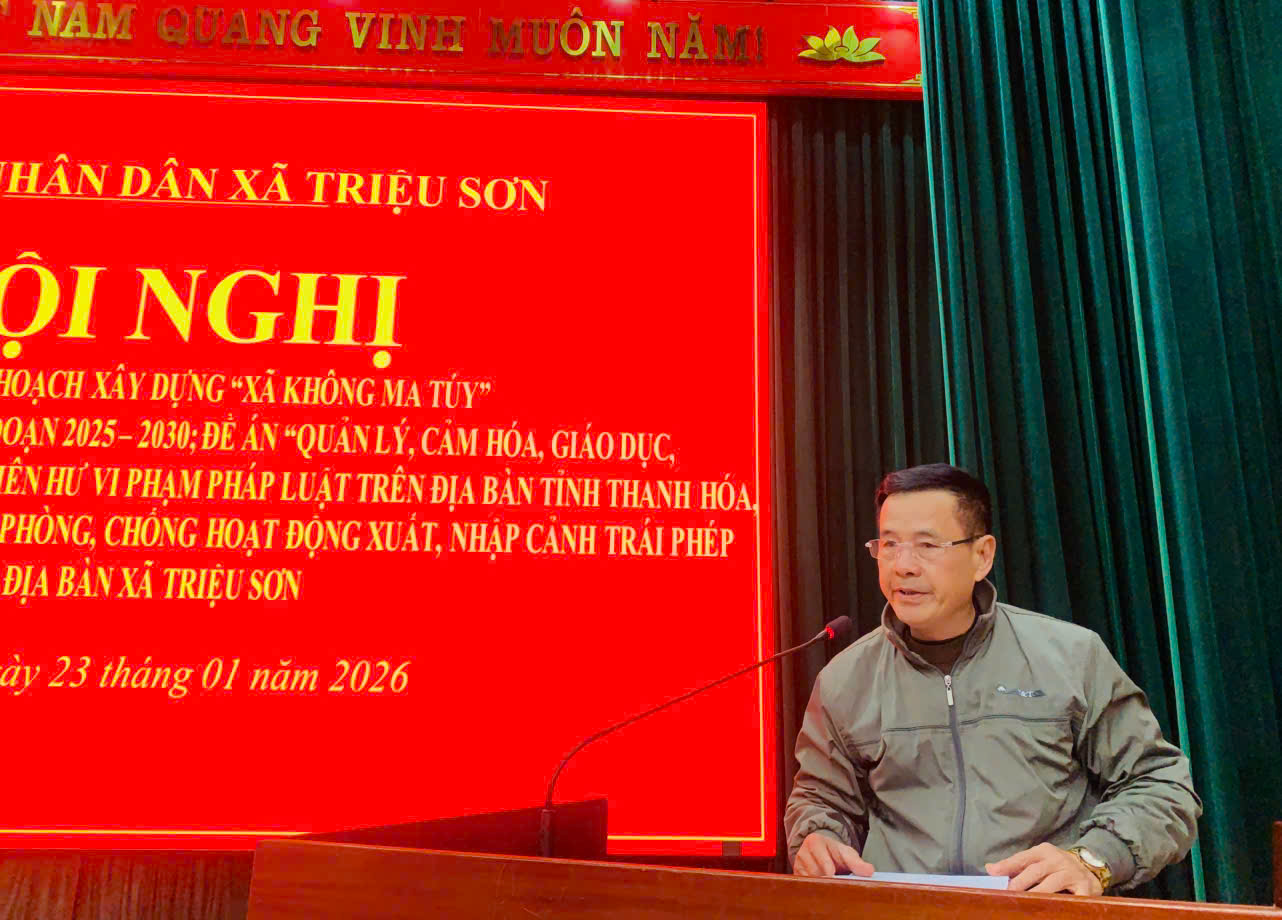 NAM QUANG VINH MUÔN NĂM!
NHÂN DÂN XÃ TRIỆU SƠN
ỘI NGHỊ
HOẠCH XÂY DỰNG “XÃ KHÔNG MA TÚY”
ĐOẠN 2025 – 2030; ĐỀ ÁN “QUẢN LÝ, CẢM HÓA, GIÁO DỤC,
IÊN HƯ VI PHẠM PHÁP LUẬT TRÊN ĐỊA BÀN TỈNH THANH HÓA,
PHÒNG, CHỐNG HOẠT ĐỘNG XUẤT, NHẬP CẢNH TRÁI PHÉP
ĐỊA BÀN XÃ TRIỆU SƠN
ày 23 tháng 01 năm 2026